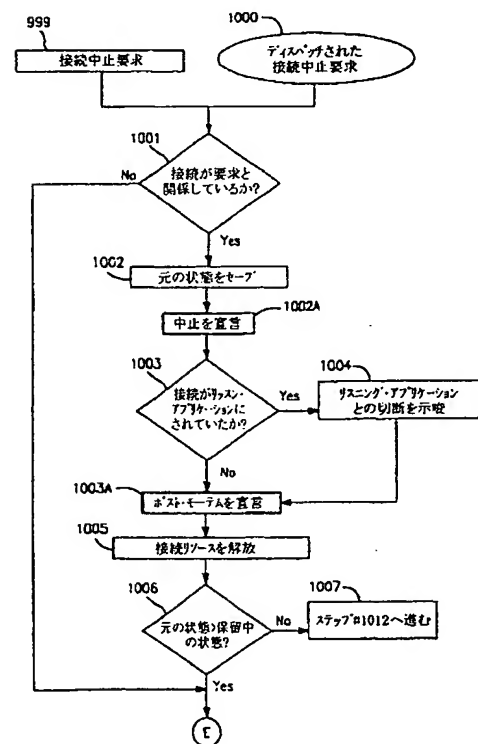 999
接続中止要求
1000
ディスパッチされた
接続中止要求
1001
接続が要求と
関係しているか?
No
Yes
1002
元の状態をセーブ
1002A
中止を宣言
1003
接続がリッスン・
アプリケーションに
されていたか?
Yes
1004
リスニング・アプリケーション
との切断を示唆
No
1003A
ポスト・モーテムを宣言
1005
接続リソースを解放
1006
元の状態>保留中
の状態?
No
1007
ステップ#1012へ進む
Yes
E